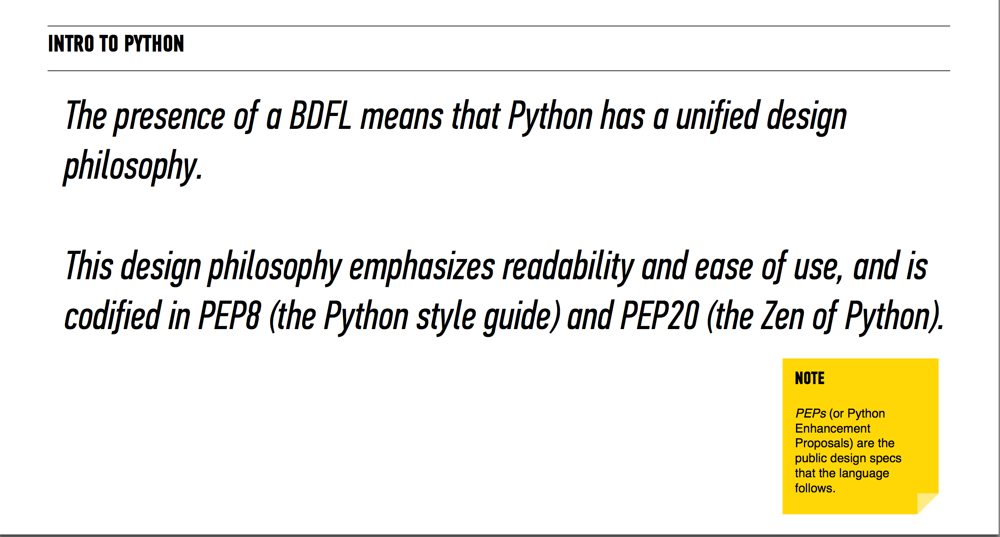 INTRO TO PYTHON
The presence of a BDFL means that Python has a unified design
philosophy.
This design philosophy emphasizes readability and ease of use, and is
codified in PEP8 (the Python style guide) and PEP20 (the Zen of Python).
NOTE
PEPs (or Python
Enhancement
Proposals) are the
public design specs
that the language
follows.